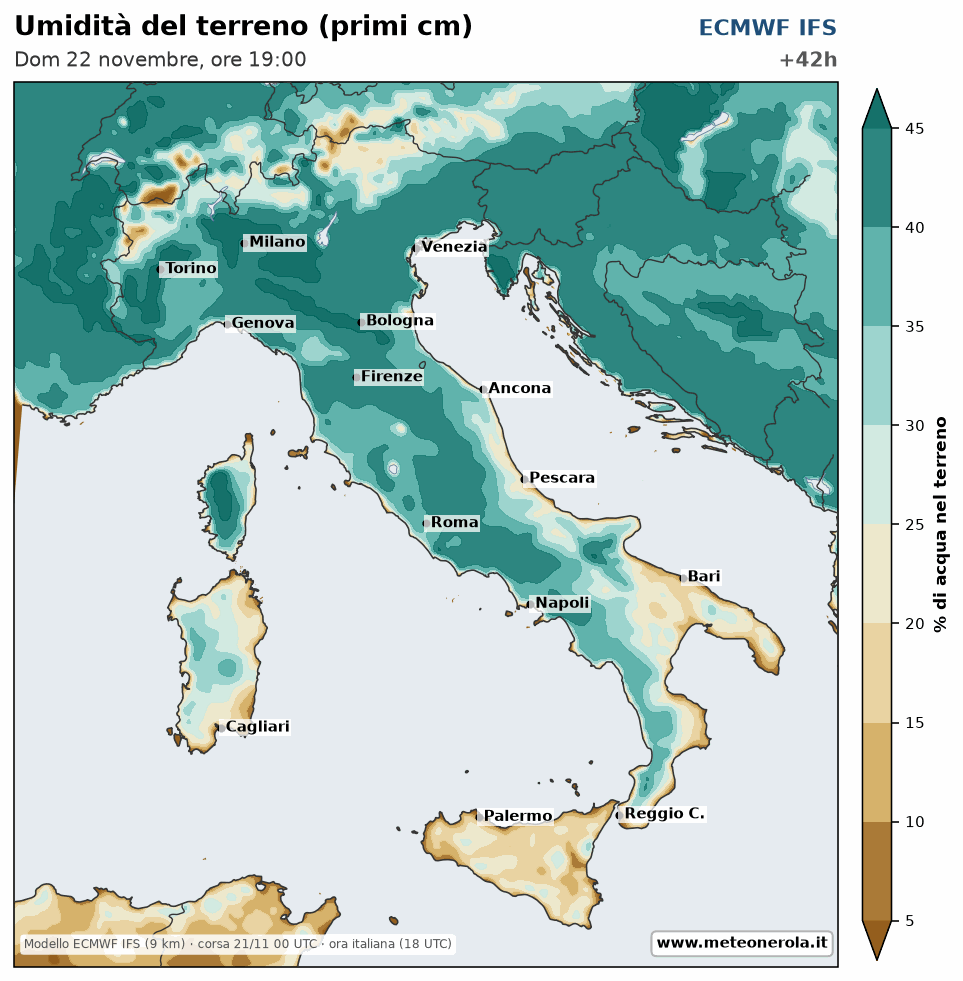 Umidità del terreno (primi cm)
ECMWF IFS
Dom 22 novembre, ore 19:00
+42h
Milano
Venezia
Torino
Genova
Bologna
Firenze
Ancona
Pescara
Roma
Bari
Napoli
Cagliari
Palermo
Reggio C.
45
40
35
30
25
20
15
10
5
% di acqua nel terreno
Modello ECMWF IFS (9 km) · corsa 21/11 00 UTC · ora italiana (18 UTC)
www.meteonerola.it